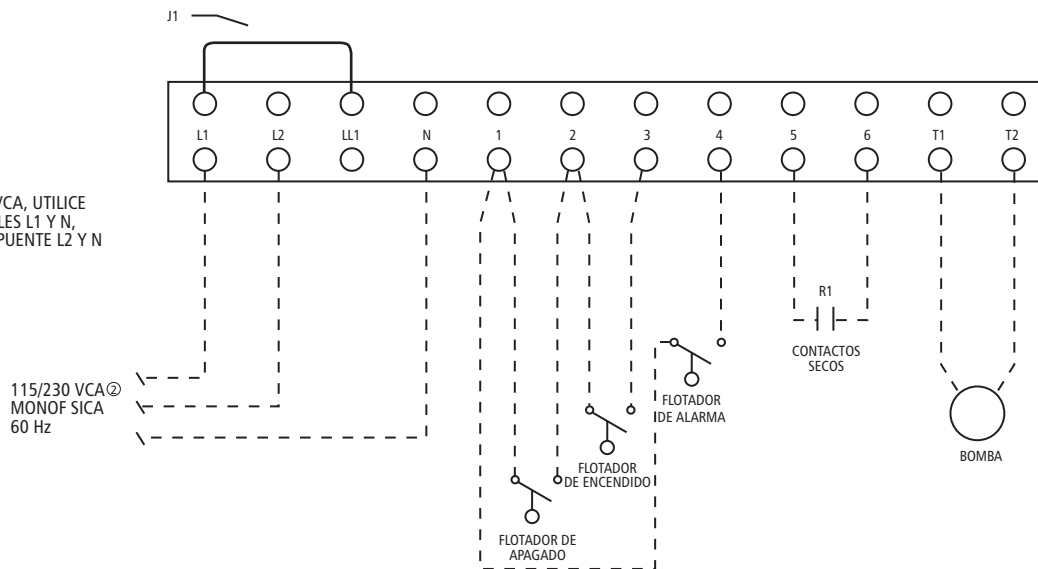 J1
L1 L2 LL1 N 1 2 3 4 5 6 T1 T2
VCA, UTILICE
LES L1 Y N,
PUENTE L2 Y N
115/230 VCA②
MONOF SICA
60 Hz
R1
CONTACTOS
SECOS
FLOTADOR
DE ALARMA
FLOTADOR
DE ENCENDIDO
FLOTADOR DE
APAGADO
BOMBA